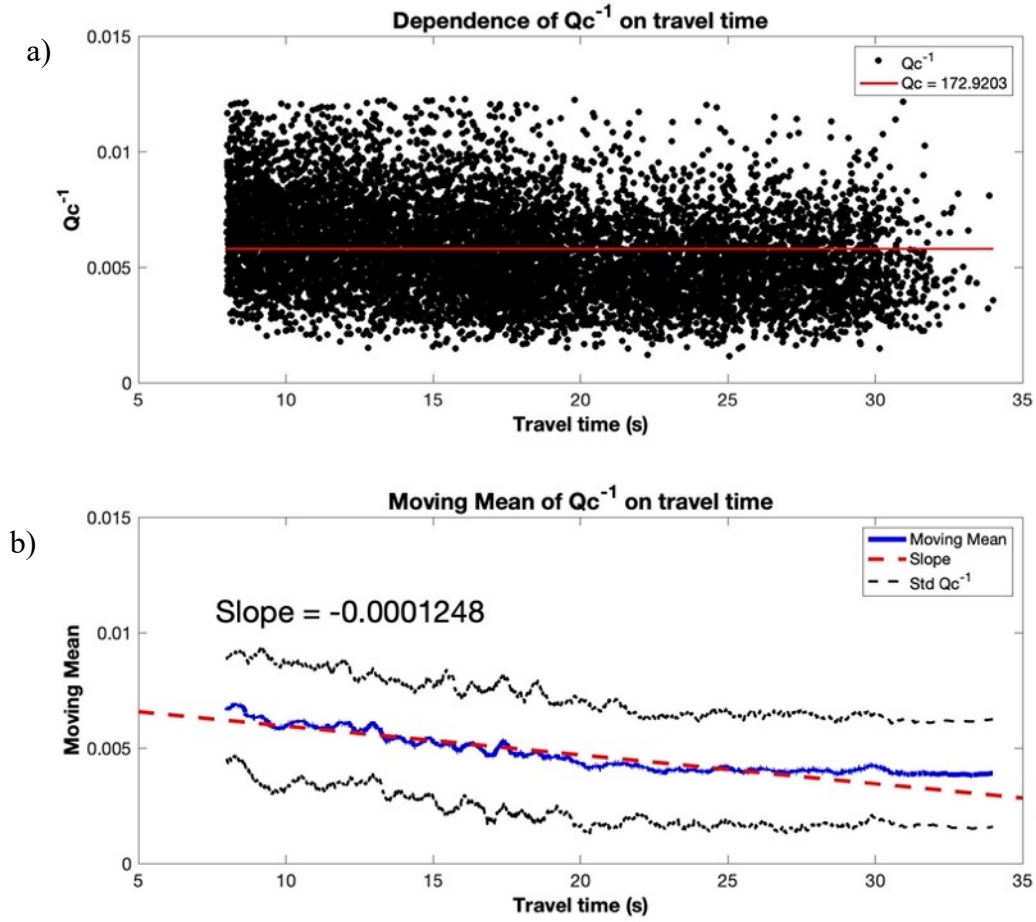 a)
Dependence of Qc⁻¹ on travel time
Qc⁻¹
Qc = 172.9203
0.015
0.01
0.005
0
Qc⁻¹
5 10 15 20 25 30 35
Travel time (s)
b)
Moving Mean of Qc⁻¹ on travel time
Moving Mean
Slope
Std Qc⁻¹
Slope = -0.0001248
0.015
0.01
0.005
0
Moving Mean
5 10 15 20 25 30 35
Travel time (s)